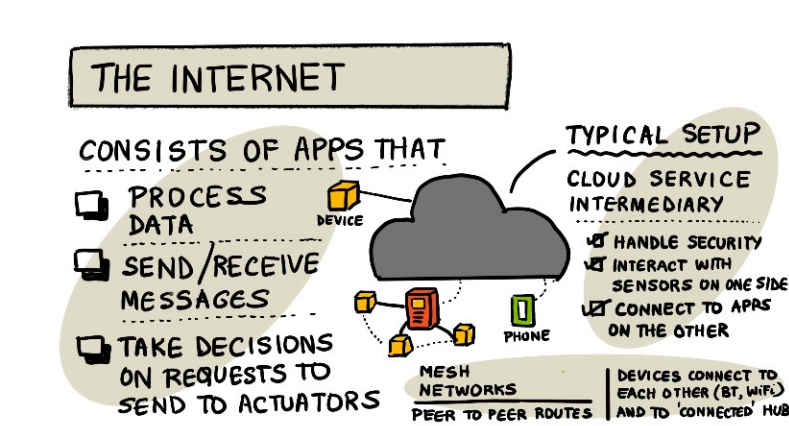 THE INTERNET
CONSISTS OF APPS THAT
PROCESS
DATA
SEND/RECEIVE
MESSAGES
TAKE DECISIONS
ON REQUESTS TO
SEND TO ACTUATORS
DEVICE
PHONE
TYPICAL SETUP
CLOUD SERVICE
INTERMEDIARY
HANDLE SECURITY
INTERACT WITH
SENSORS ON ONE SIDE
CONNECT TO APPS
ON THE OTHER
MESH
NETWORKS
PEER TO PEER ROUTES
DEVICES CONNECT TO
EACH OTHER (BT, WiFi)
AND TO 'CONNECTED' HUB